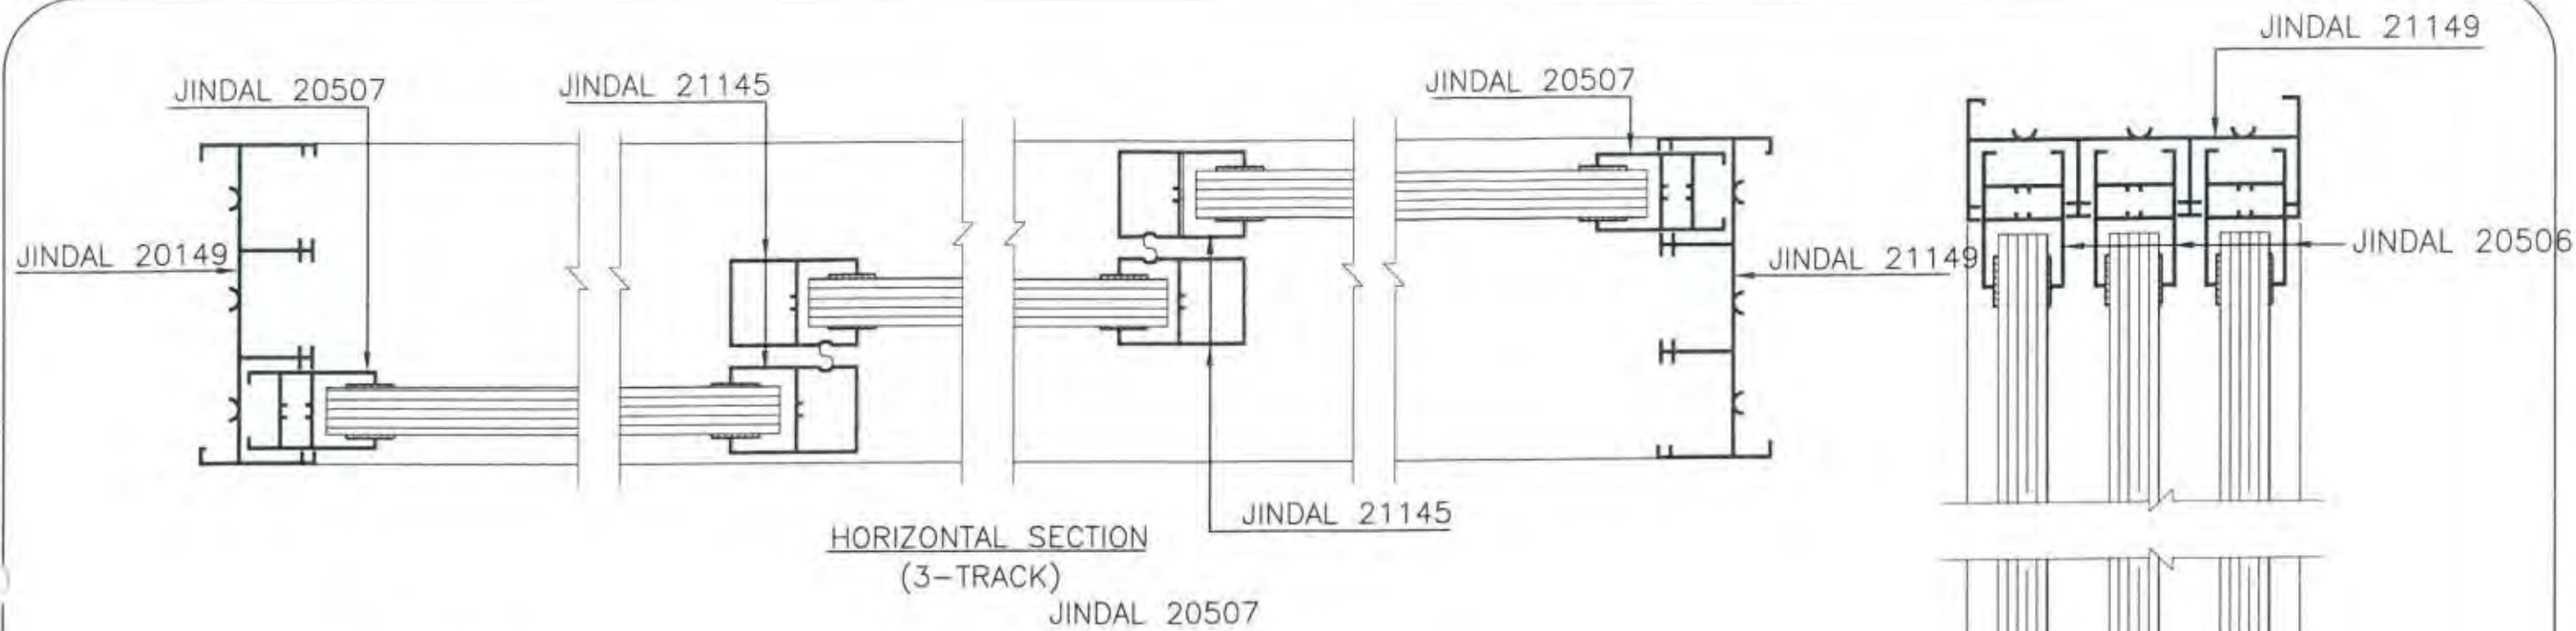 JINDAL 21149
JINDAL 20507
JINDAL 21145
JINDAL 20507
JINDAL 20149
JINDAL 21149
JINDAL 20506
JINDAL 21145
HORIZONTAL SECTION
(3-TRACK)
JINDAL 20507